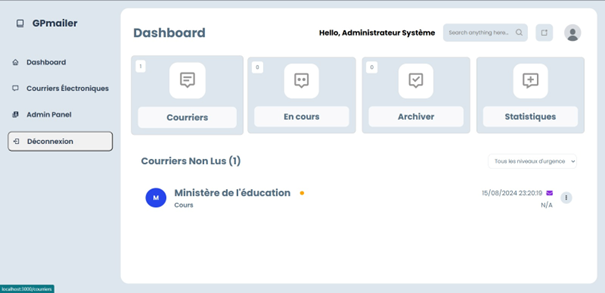 GPmailer
Dashboard
Courriers Électroniques
Admin Panel
Déconnexion
Dashboard
Hello, Administrateur Système
Search anything here...
1
Courriers
0
En cours
0
Archiver
Statistiques
Courriers Non Lus (1)
Tous les niveaux d'urgence
M
Ministère de l'éducation
Cours
15/08/2024 23:20:19
N/A
localhost:3000/courriers